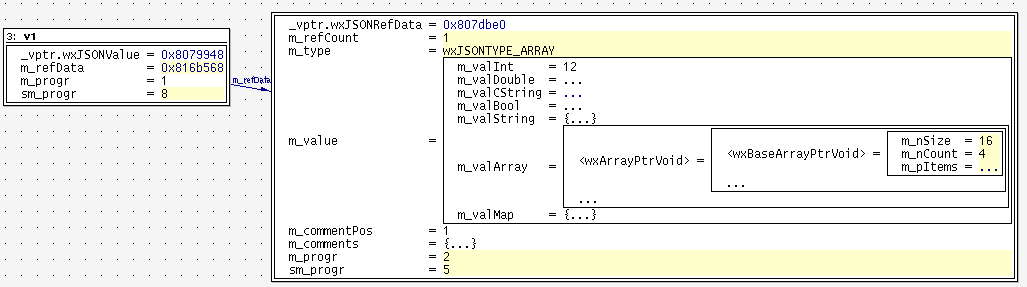 3: v1
_vptr.wxJSONValue = 0x8079948
m_refData = 0x816b568
m_progr = 1
sm_progr = 8
m_refData
_vptr.wxJSONRefData = 0x807dbe0
m_refCount = 1
m_type = wxJSONTYPE_ARRAY
m_value =
m_valInt = 12
m_valDouble = ...
m_valCString = ...
m_valBool = ...
m_valString = {...}
m_valArray =
<wxArrayPtrVoid> =
<wxBaseArrayPtrVoid> =
m_nSize = 16
m_nCount = 4
m_pItems = ...
...
...
m_valMap = {...}
m_commentPos = 1
m_comments = {...}
m_progr = 2
sm_progr = 5